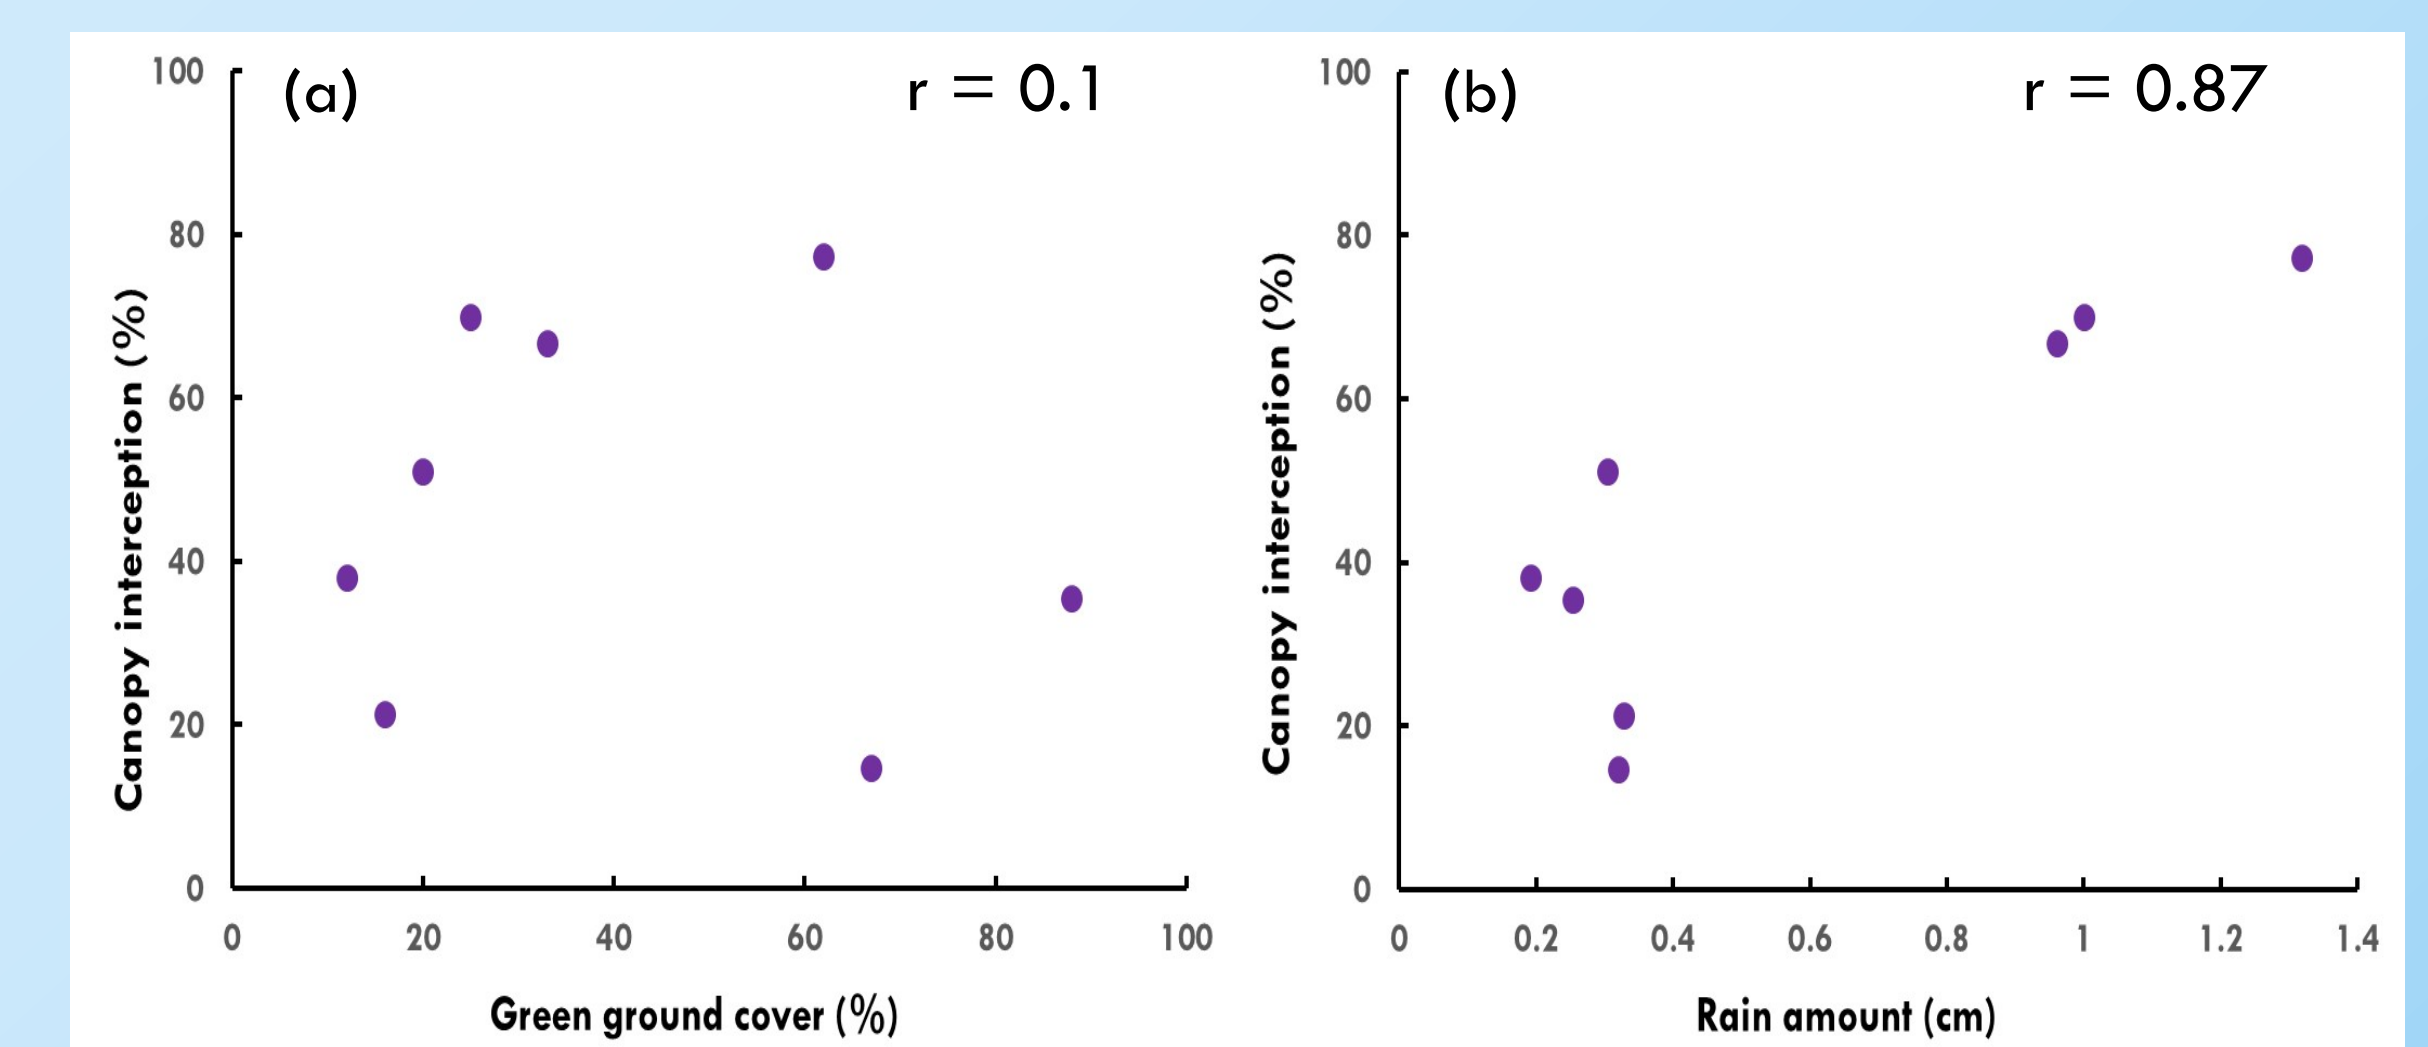 (a)
r = 0.1
100
80
60
40
20
0
Canopy interception (%)
0 20 40 60 80 100
Green ground cover (%)
(b)
r = 0.87
100
80
60
40
20
0
Canopy interception (%)
0 0.2 0.4 0.6 0.8 1 1.2 1.4
Rain amount (cm)